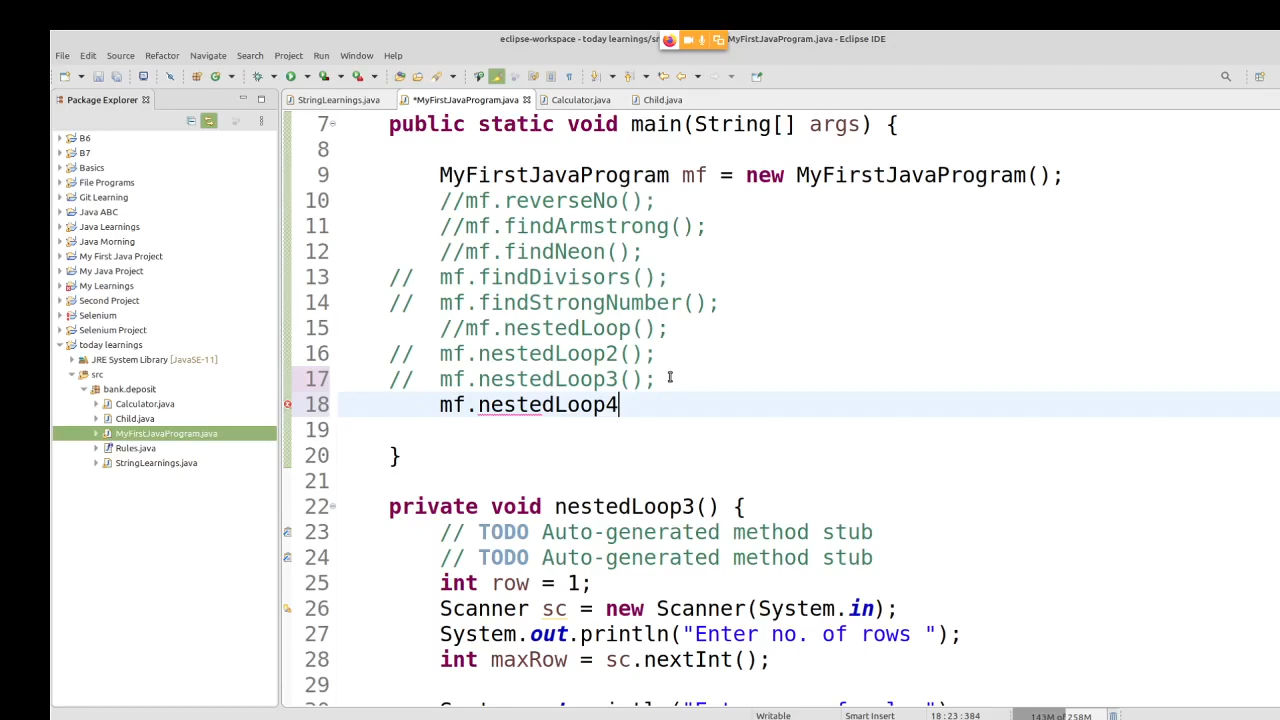 eclipse-workspace - today learnings/sr MyFirstJavaProgram.java - Eclipse IDE
File Edit Source Refactor Navigate Search Project Run Window Help
Package Explorer
StringLearnings.java *MyFirstJavaProgram.java Calculator.java Child.java
B6
B7
Basics
File Programs
Git Learning
Java ABC
Java Learnings
Java Morning
My First Java Project
My Java Project
My Learnings
Second Project
Selenium
Selenium Project
today learnings
JRE System Library [JavaSE-11]
src
bank.deposit
Calculator.java
Child.java
MyFirstJavaProgram.java
Rules.java
StringLearnings.java
7 public static void main(String[] args) {
8
9 MyFirstJavaProgram mf = new MyFirstJavaProgram();
10 //mf.reverseNo();
11 //mf.findArmstrong();
12 //mf.findNeon();
13 // mf.findDivisors();
14 // mf.findStrongNumber();
15 //mf.nestedLoop();
16 // mf.nestedLoop2();
17 // mf.nestedLoop3();
18 mf.nestedLoop4
19
20 }
21
22 private void nestedLoop3() {
23 // TODO Auto-generated method stub
24 // TODO Auto-generated method stub
25 int row = 1;
26 Scanner sc = new Scanner(System.in);
27 System.out.println("Enter no. of rows ");
28 int maxRow = sc.nextInt();
29
Writable Smart Insert 18 : 23 : 384 143M of 258M